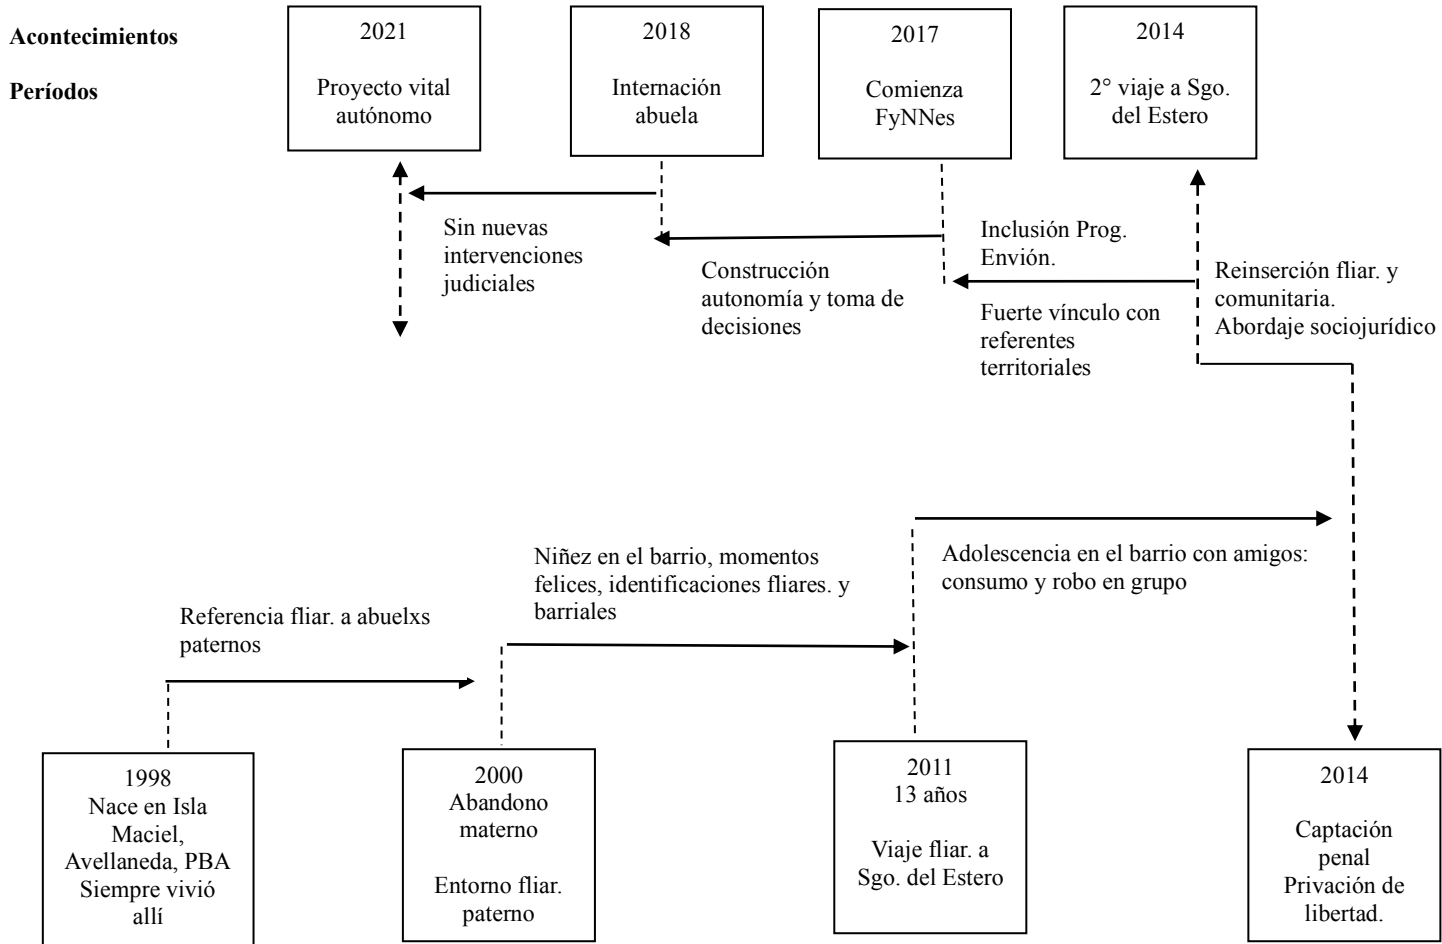 Acontecimientos
Períodos
2021
Proyecto vital
autónomo
2018
Internación
abuela
2017
Comienza
FyNNes
2014
2° viaje a Sgo.
del Estero
Sin nuevas
intervenciones
judiciales
Construcción
autonomía y toma de
decisiones
Inclusión Prog.
Envión.
Fuerte vínculo con
referentes
territoriales
Reinserción fliar. y
comunitaria.
Abordaje sociojurídico
Referencia fliar. a abuelxs
paternos
Niñez en el barrio, momentos
felices, identificaciones fliares. y
barriales
Adolescencia en el barrio con amigos:
consumo y robo en grupo
1998
Nace en Isla
Maciel,
Avellaneda, PBA
Siempre vivió
allí
2000
Abandono
materno
Entorno fliar.
paterno
2011
13 años
Viaje fliar. a
Sgo. del Estero
2014
Captación
penal
Privación de
libertad.